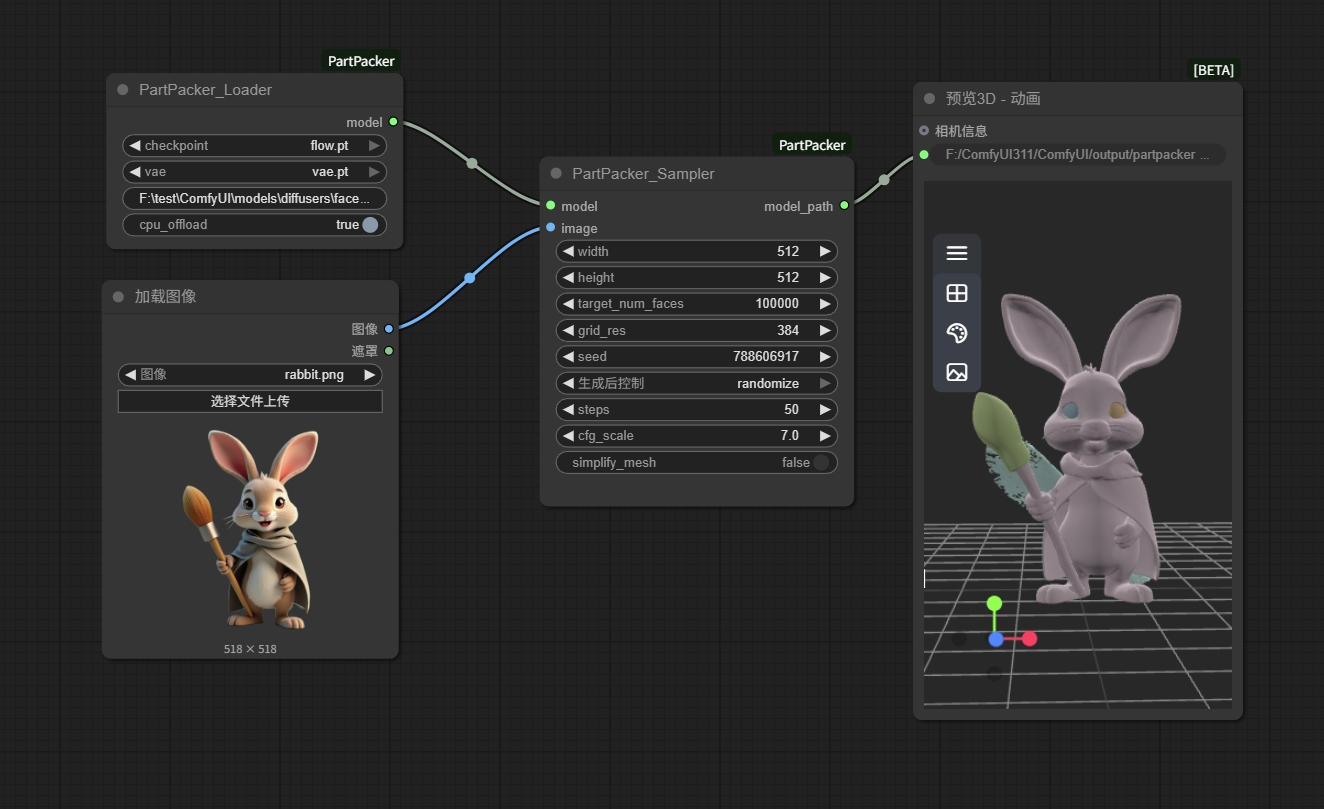 PartPacker
PartPacker_Loader
model
checkpoint flow.pt
vae vae.pt
F:\test\ComfyUI\models\diffusers\face...
cpu_offload true
加载图像
图像
遮罩
图像 rabbit.png
选择文件上传
518 × 518
PartPacker
PartPacker_Sampler
model model_path
image
width 512
height 512
target_num_faces 100000
grid_res 384
seed 788606917
生成后控制 randomize
steps 50
cfg_scale 7.0
simplify_mesh false
[BETA]
预览3D - 动画
相机信息
F:/ComfyUI311/ComfyUI/output/partpacker ...